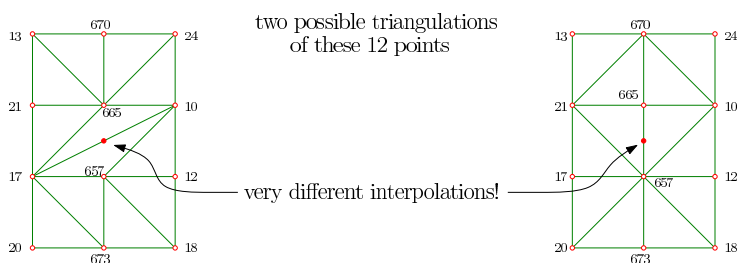 two possible triangulations
of these 12 points
13 670 24
21 665 10
17 657 12
20 673 18
very different interpolations!
13 670 24
21 665 10
17 657 12
20 673 18